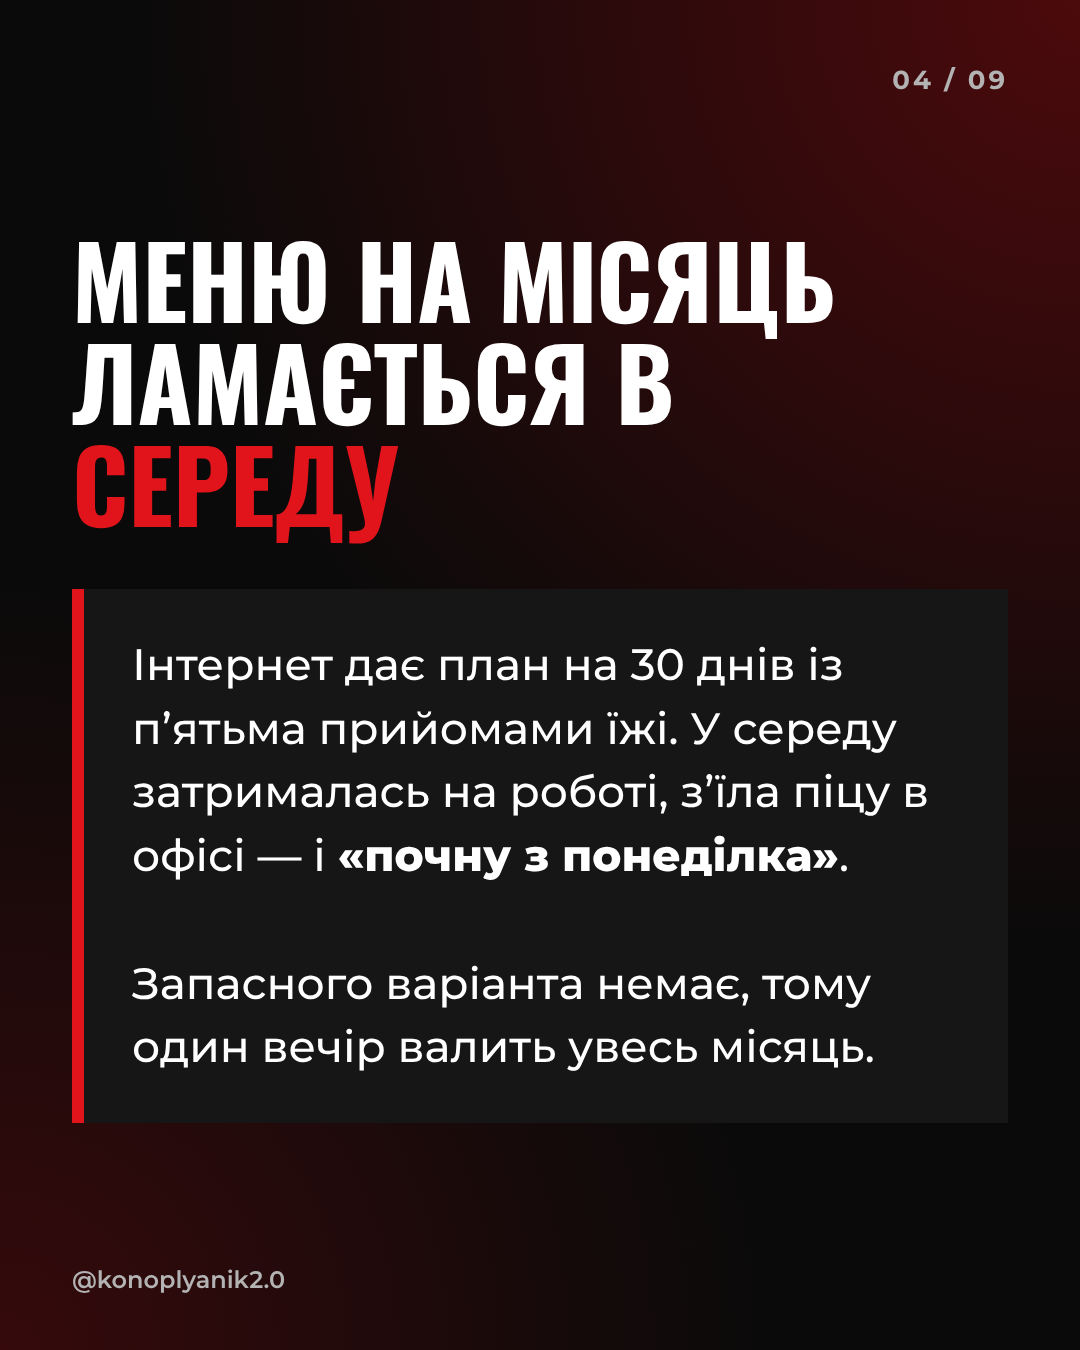 04 / 09
МЕНЮ НА МІСЯЦЬ
ЛАМАЄТЬСЯ В
СЕРЕДУ
Інтернет дає план на 30 днів із
п’ятьма прийомами їжі. У середу
затрималась на роботі, з’їла піцу в
офісі — і «почну з понеділка».
Запасного варіанта немає, тому
один вечір валить увесь місяць.
@konoplyanik2.0